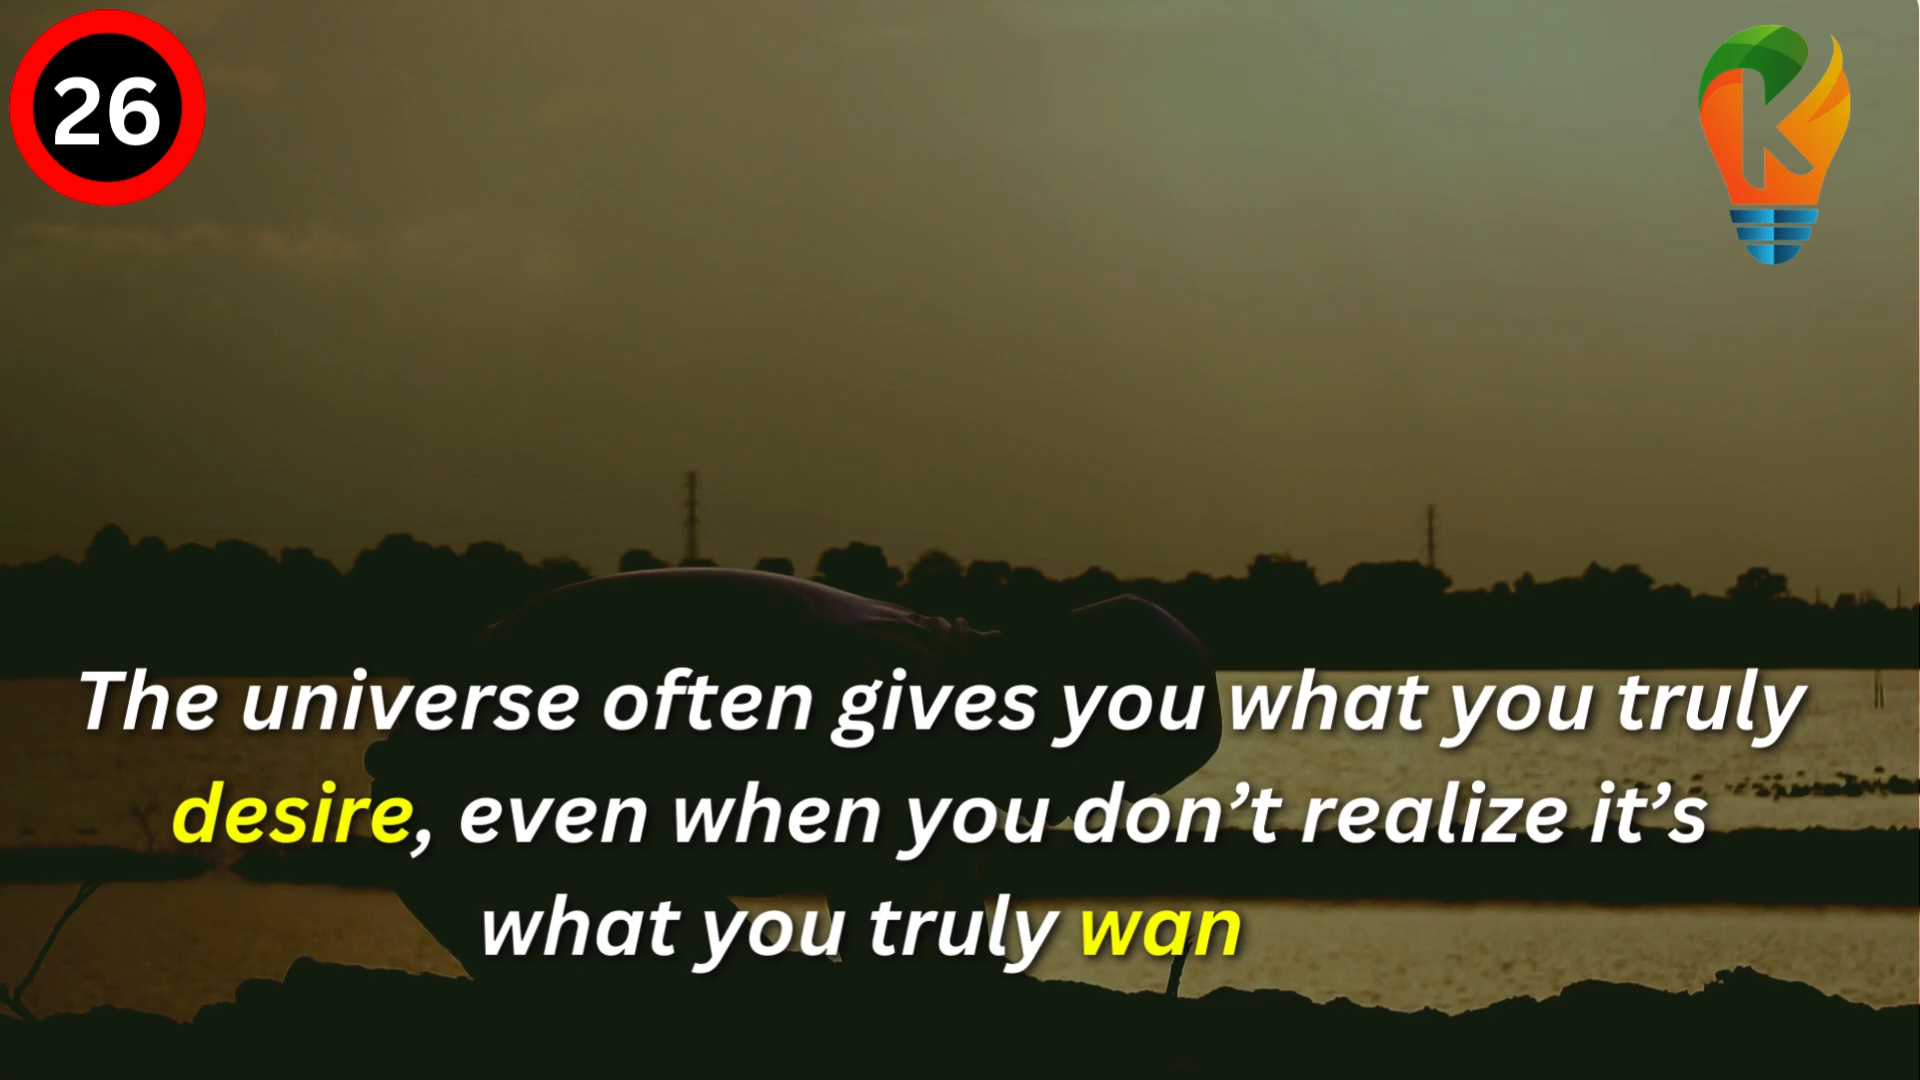 26
K
The universe often gives you what you truly
desire, even when you don’t realize it’s
what you truly wan